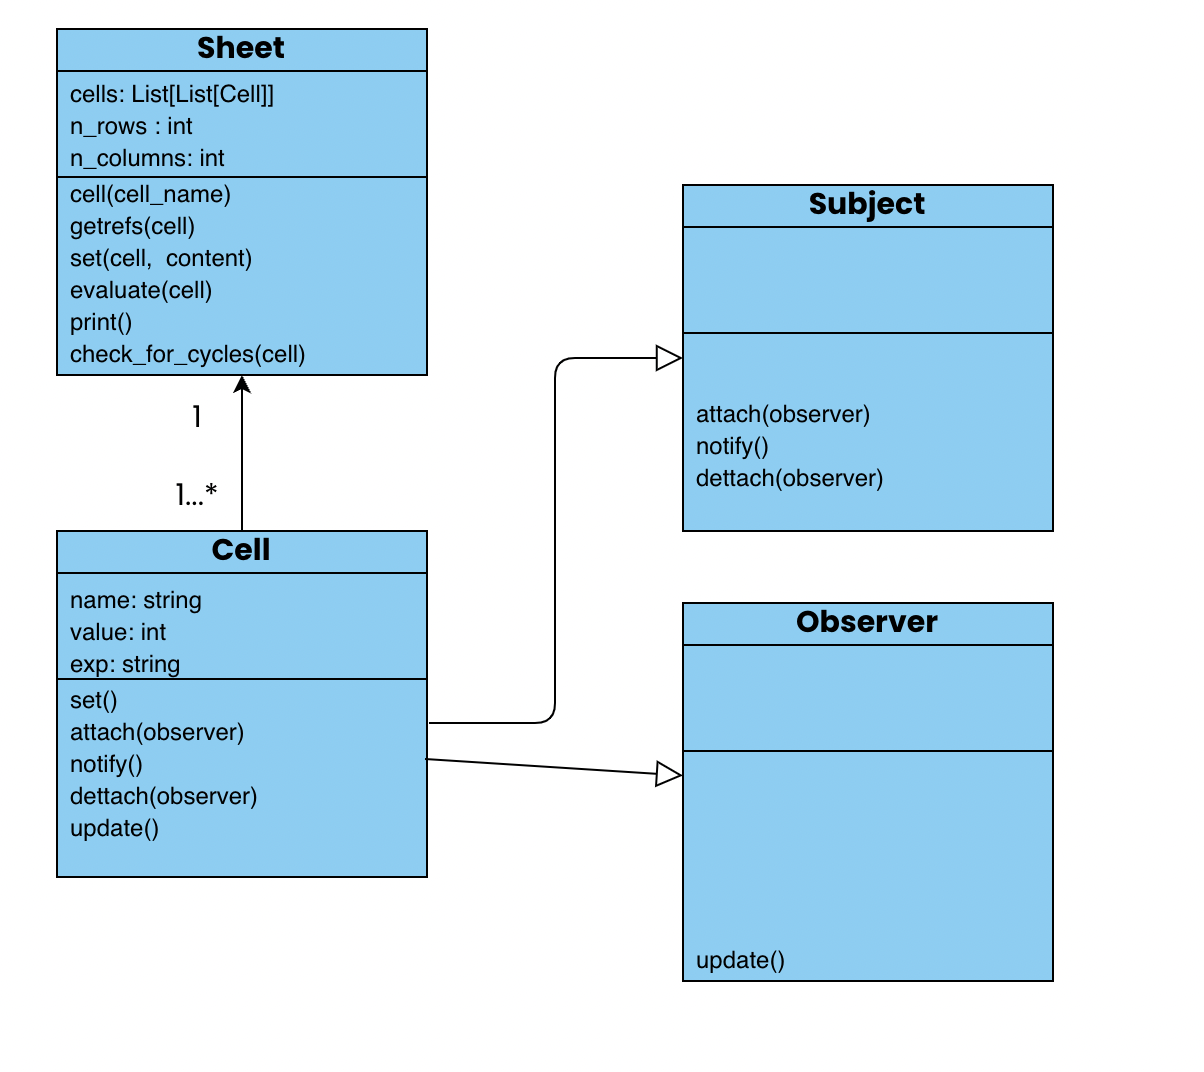 Sheet
cells: List[List[Cell]]
n_rows : int
n_columns: int
cell(cell_name)
getrefs(cell)
set(cell,  content)
evaluate(cell)
print()
check_for_cycles(cell)
1
1...*
Cell
name: string
value: int
exp: string
set()
attach(observer)
notify()
dettach(observer)
update()
Subject
attach(observer)
notify()
dettach(observer)
Observer
update()